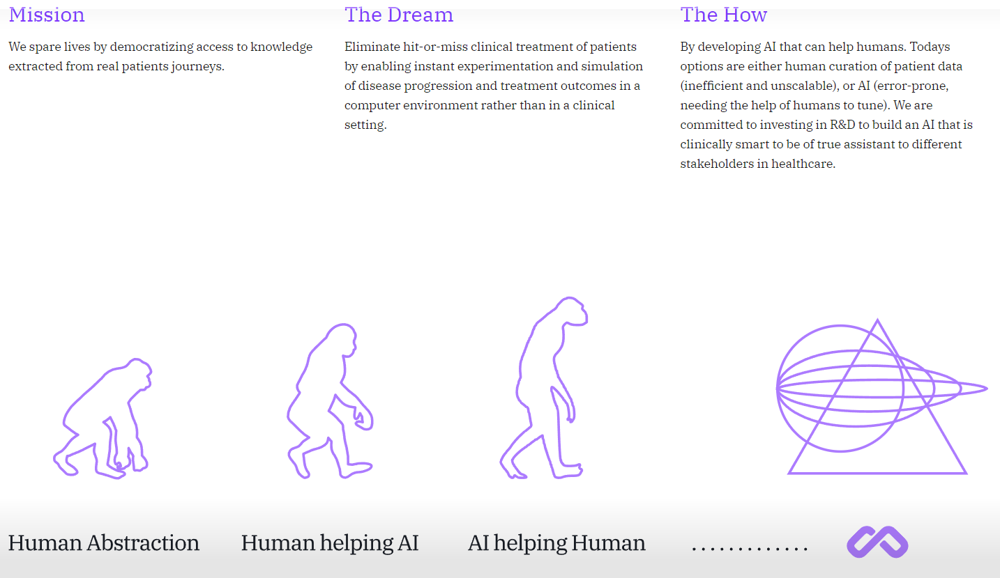 Mission
We spare lives by democratizing access to knowledge
extracted from real patients journeys.
The Dream
Eliminate hit-or-miss clinical treatment of patients
by enabling instant experimentation and simulation
of disease progression and treatment outcomes in a
computer environment rather than in a clinical
setting.
The How
By developing AI that can help humans. Todays
options are either human curation of patient data
(inefficient and unscalable), or AI (error-prone,
needing the help of humans to tune). We are
committed to investing in R&D to build an AI that is
clinically smart to be of true assistant to different
stakeholders in healthcare.
Human Abstraction
Human helping AI
AI helping Human
.............